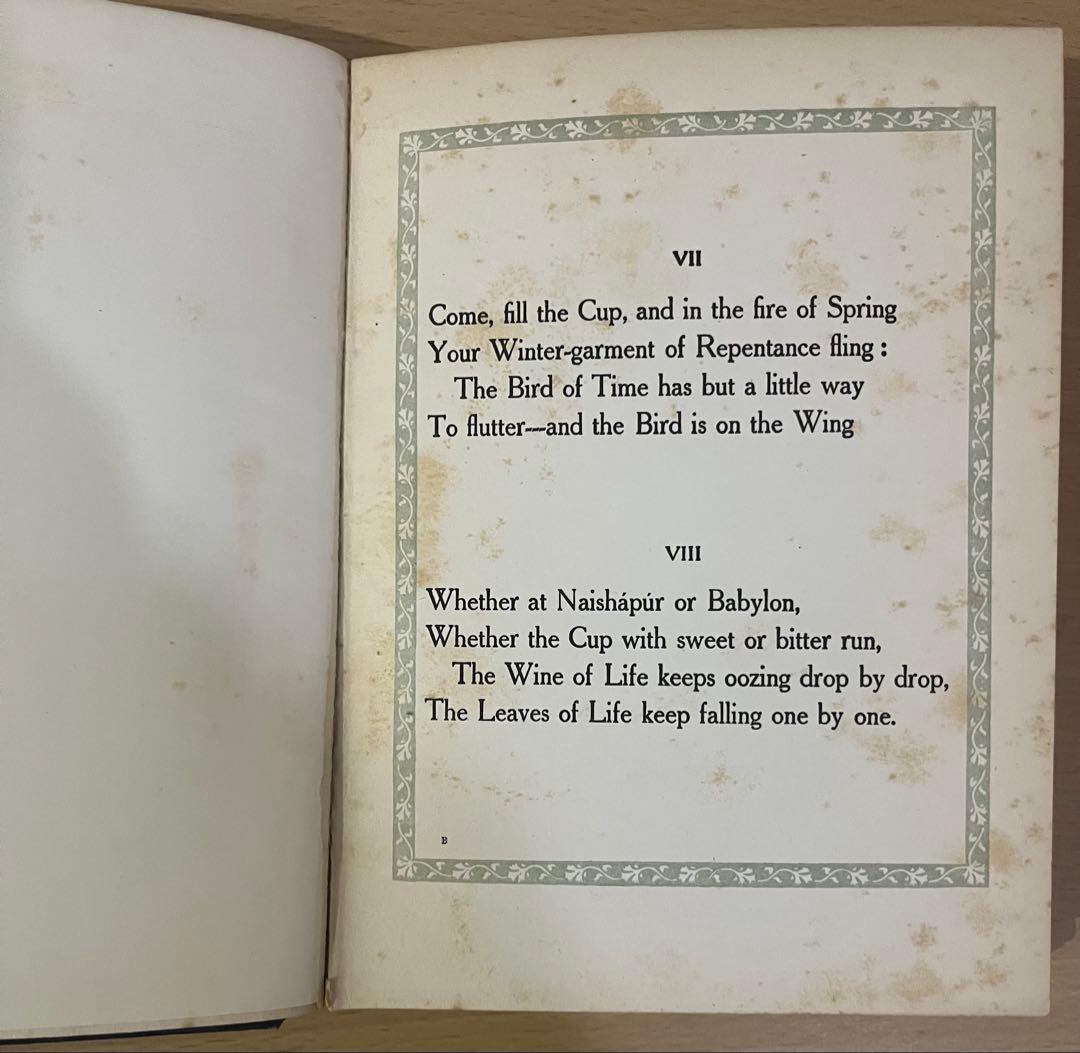 VII
Come, fill the Cup, and in the fire of Spring
Your Winter-garment of Repentance fling :
The Bird of Time has but a little way
To flutter—and the Bird is on the Wing
VIII
Whether at Naishápúr or Babylon,
Whether the Cup with sweet or bitter run,
The Wine of Life keeps oozing drop by drop,
The Leaves of Life keep falling one by one.
B